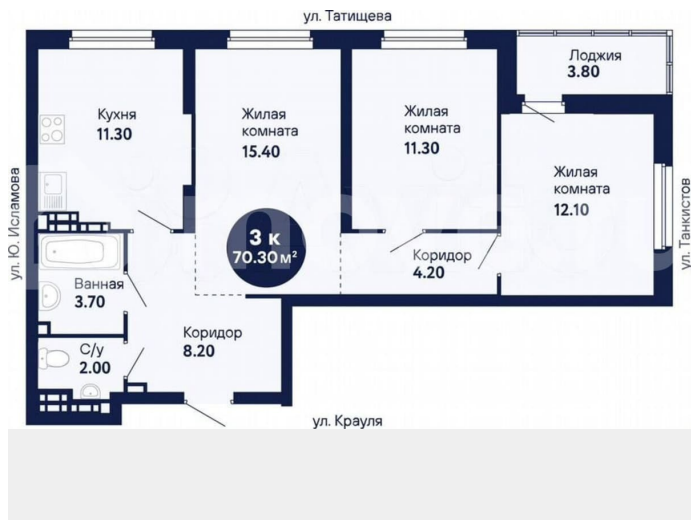 ул. Татищева
Лоджия
3.80
Кухня
11.30
Жилая
комната
15.40
Жилая
комната
11.30
Жилая
комната
12.10
ул. Ю. Исламова
ул. Танкистов
3 к
70.30 м²
Коридор
4.20
Ванная
3.70
Коридор
8.20
С/у
2.00
ул. Крауля